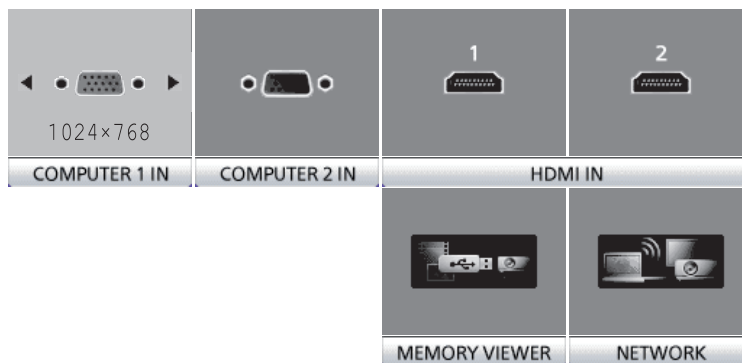 1
2
1024×768
COMPUTER 1 IN
COMPUTER 2 IN
HDMI IN
MEMORY VIEWER
NETWORK